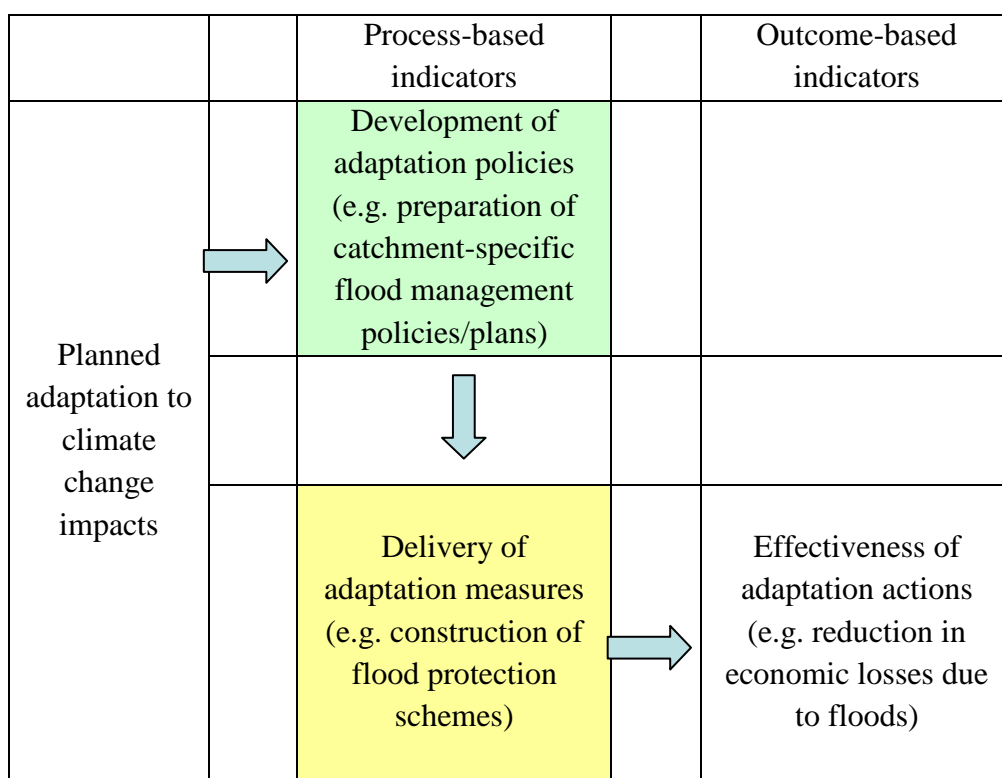 Process-based
indicators
Outcome-based
indicators
Planned
adaptation to
climate
change
impacts
Development of
adaptation policies
(e.g. preparation of
catchment-specific
flood management
policies/plans)
Delivery of
adaptation measures
(e.g. construction of
flood protection
schemes)
Effectiveness of
adaptation actions
(e.g. reduction in
economic losses due
to floods)